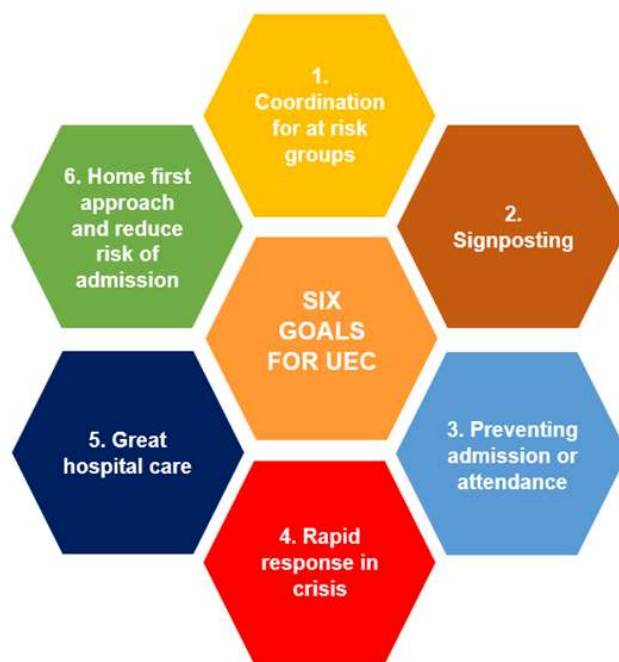 1.
Coordination
for at risk
groups
2.
Signposting
3. Preventing
admission or
attendance
4. Rapid
response in
crisis
5. Great
hospital care
6. Home first
approach
and reduce
risk of
admission
SIX
GOALS
FOR UEC